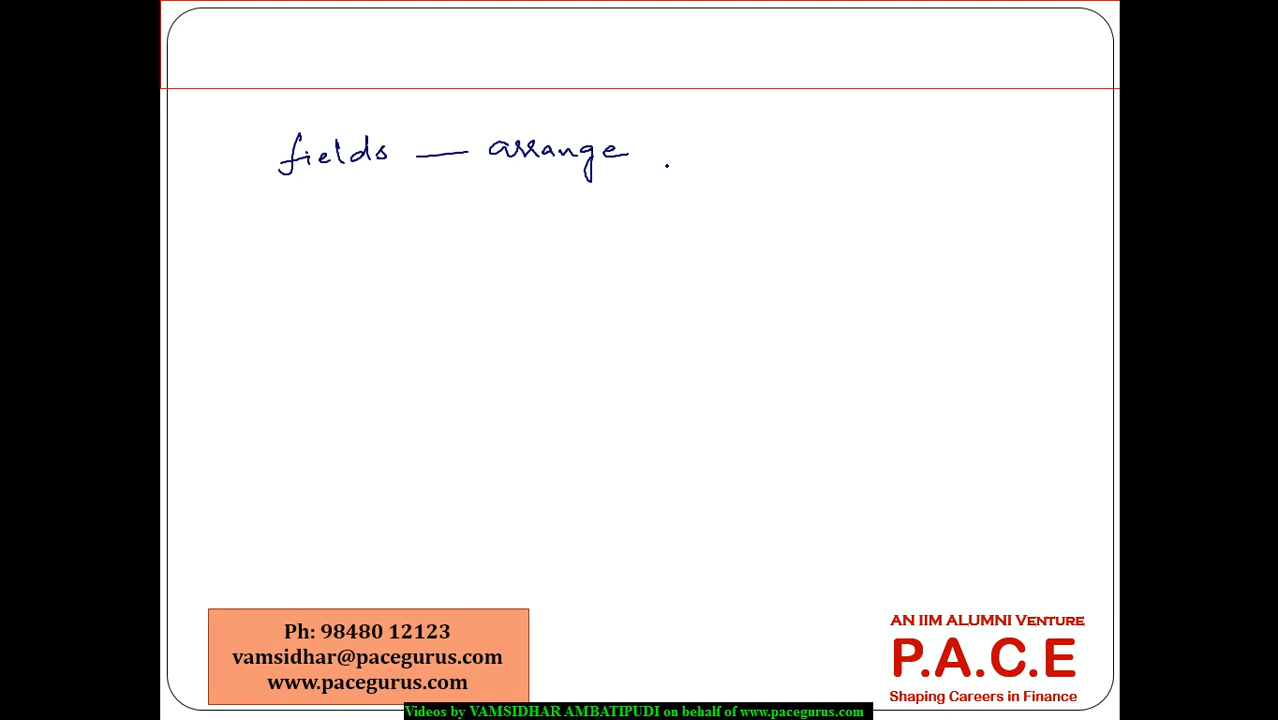 fields — arrange .
AN IIM ALUMNI VENTURE
P.A.C.E
Shaping Careers in Finance
Ph: 98480 12123
vamsidhar@pacegurus.com
www.pacegurus.com
Videos by VAMSIDHAR AMBATIPUDI on behalf of www.pacegurus.com